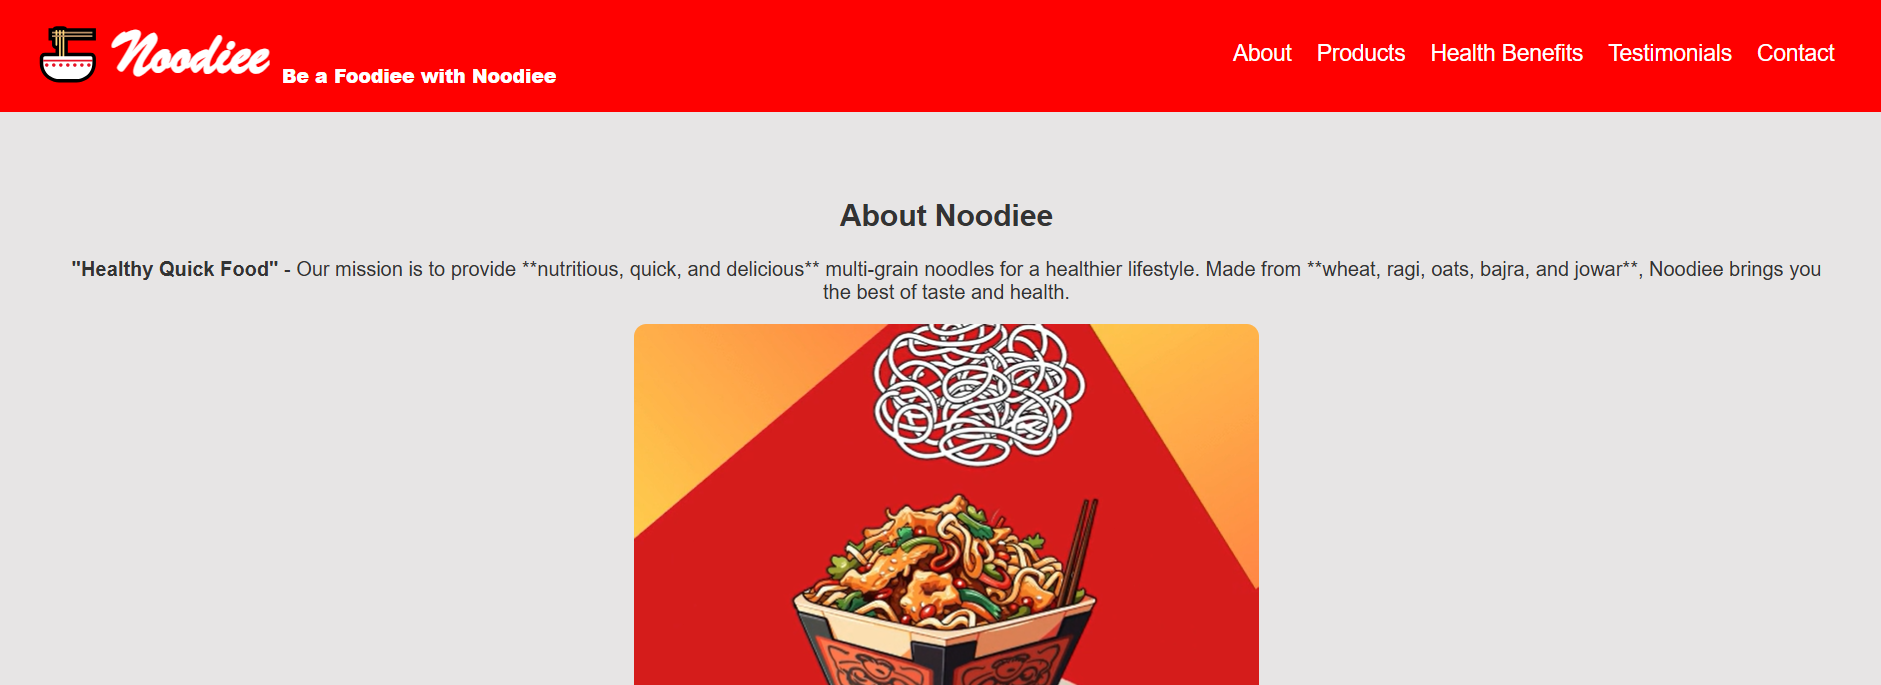 Noodiee
Be a Foodiee with Noodiee
About Products Health Benefits Testimonials Contact
About Noodiee
"Healthy Quick Food" - Our mission is to provide **nutritious, quick, and delicious** multi-grain noodles for a healthier lifestyle. Made from **wheat, ragi, oats, bajra, and jowar**, Noodiee brings you
the best of taste and health.